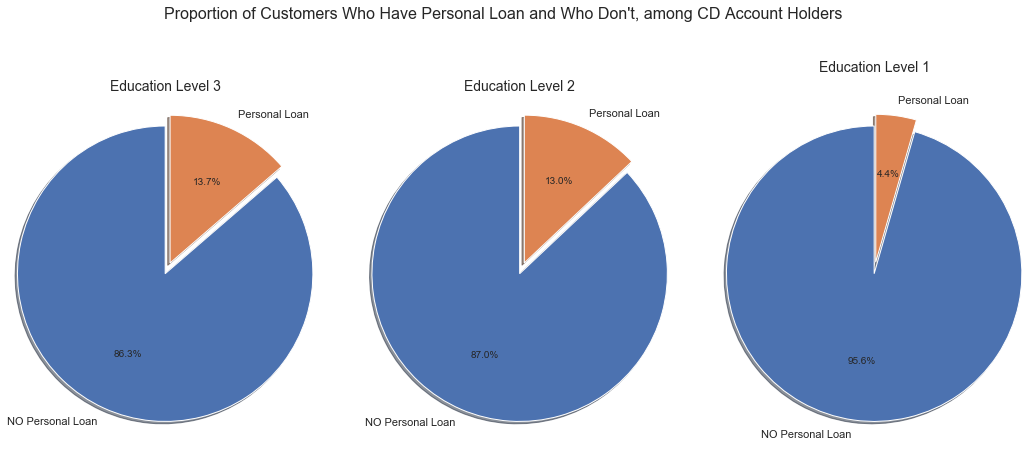 Proportion of Customers Who Have Personal Loan and Who Don't, among CD Account Holders
Education Level 3
Personal Loan
13.7%
86.3%
NO Personal Loan
Education Level 2
Personal Loan
13.0%
87.0%
NO Personal Loan
Education Level 1
Personal Loan
4.4%
95.6%
NO Personal Loan